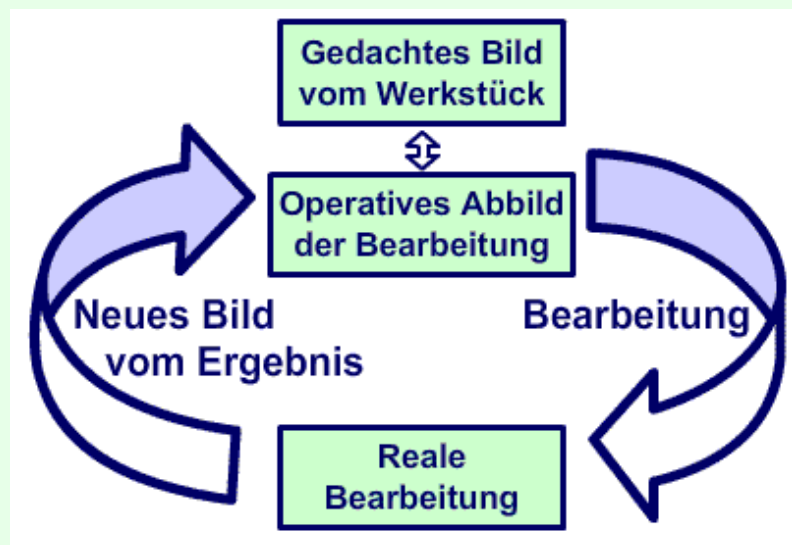 Gedachtes Bild
vom Werkstück
Operatives Abbild
der Bearbeitung
Neues Bild
vom Ergebnis
Bearbeitung
Reale
Bearbeitung